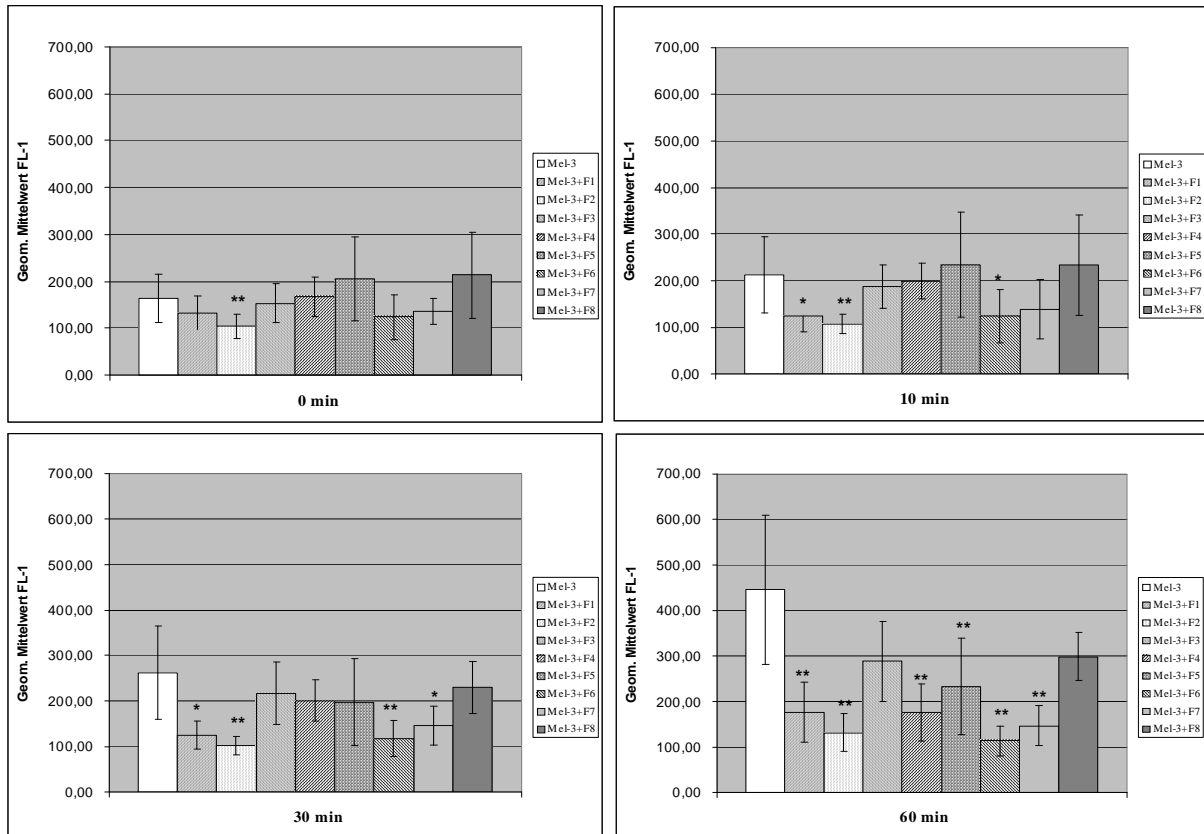 Geom. Mittelwert FL-1
700,00
600,00
500,00
400,00
300,00
200,00
100,00
0,00
**
0 min
Mel-3
Mel-3+F1
Mel-3+F2
Mel-3+F3
Mel-3+F4
Mel-3+F5
Mel-3+F6
Mel-3+F7
Mel-3+F8
Geom. Mittelwert FL-1
700,00
600,00
500,00
400,00
300,00
200,00
100,00
0,00
*
**
*
10 min
Mel-3
Mel-3+F1
Mel-3+F2
Mel-3+F3
Mel-3+F4
Mel-3+F5
Mel-3+F6
Mel-3+F7
Mel-3+F8
Geom. Mittelwert FL-1
700,00
600,00
500,00
400,00
300,00
200,00
100,00
0,00
*
**
**
*
30 min
Mel-3
Mel-3+F1
Mel-3+F2
Mel-3+F3
Mel-3+F4
Mel-3+F5
Mel-3+F6
Mel-3+F7
Mel-3+F8
Geom. Mittelwert FL-1
700,00
600,00
500,00
400,00
300,00
200,00
100,00
0,00
**
**
**
**
**
**
60 min
Mel-3
Mel-3+F1
Mel-3+F2
Mel-3+F3
Mel-3+F4
Mel-3+F5
Mel-3+F6
Mel-3+F7
Mel-3+F8